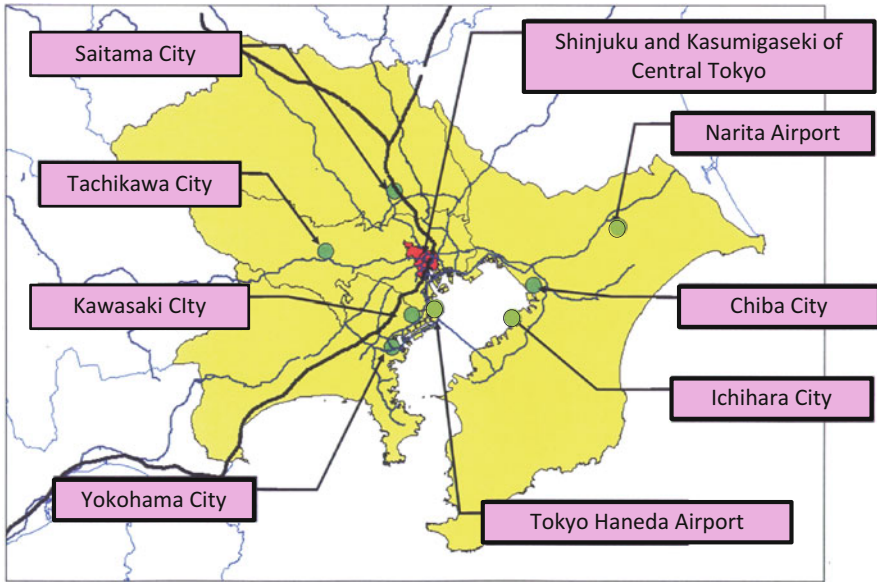 Saitama City
Shinjuku and Kasumigaseki of
Central Tokyo
Narita Airport
Tachikawa City
Kawasaki CIty
Chiba City
Ichihara City
Yokohama City
Tokyo Haneda Airport